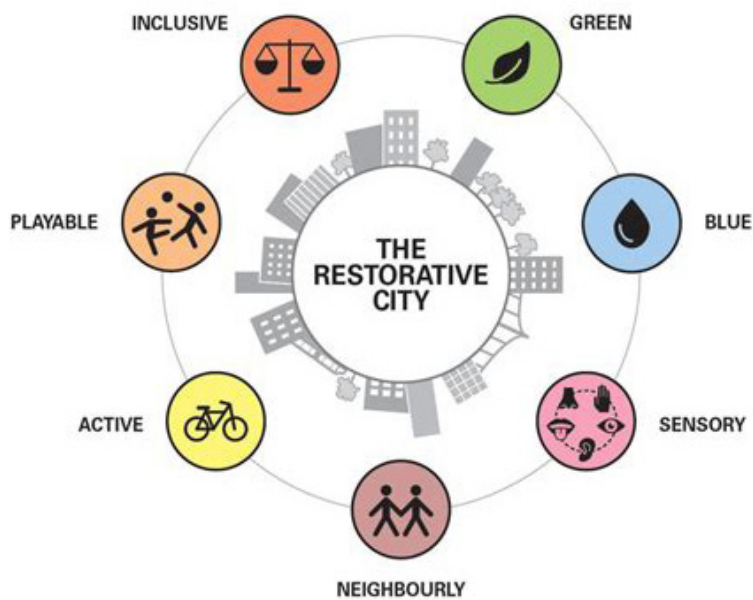 INCLUSIVE
GREEN
PLAYABLE
BLUE
THE
RESTORATIVE
CITY
ACTIVE
SENSORY
NEIGHBOURLY